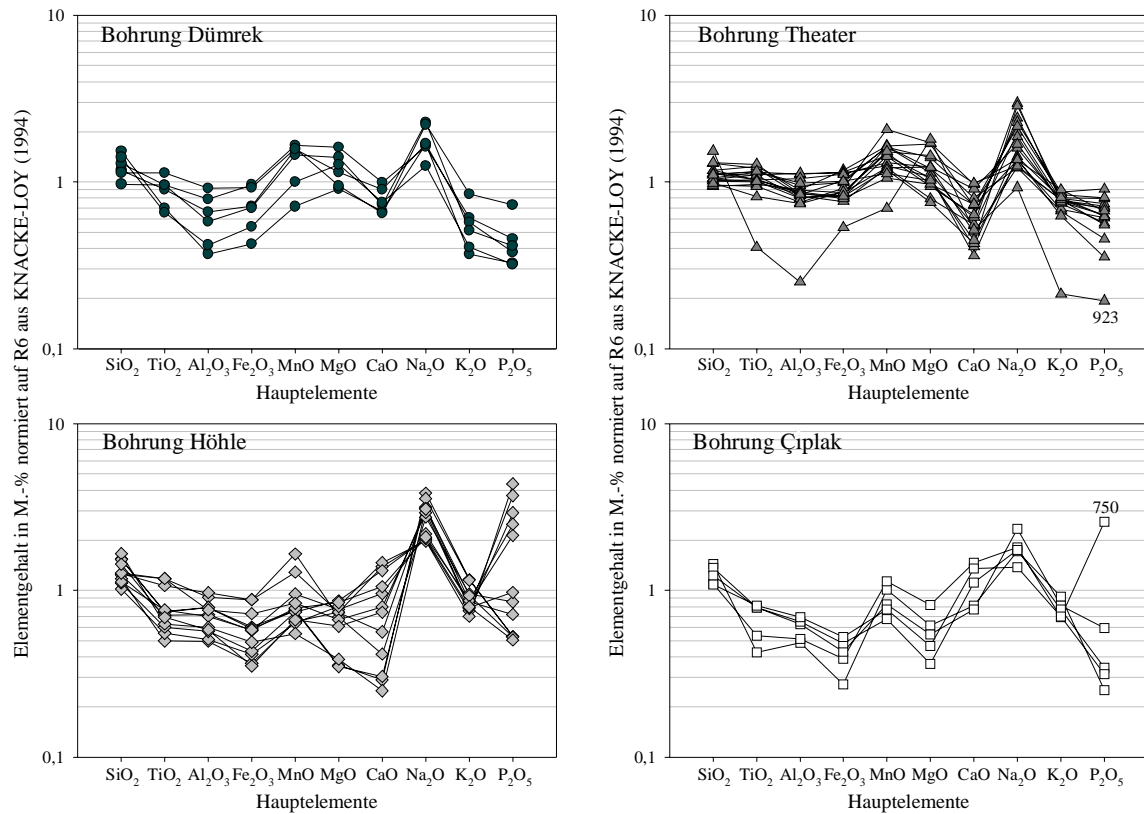 Elementgehalt in M.-% normiert auf R6 aus KNACKE-LOY (1994)
10
1
0,1
Bohrung Dümrek
SiO₂ TiO₂ Al₂O₃ Fe₂O₃ MnO MgO CaO Na₂O K₂O P₂O₅
Hauptelemente
Elementgehalt in M.-% normiert auf R6 aus KNACKE-LOY (1994)
10
1
0,1
Bohrung Theater
923
SiO₂ TiO₂ Al₂O₃ Fe₂O₃ MnO MgO CaO Na₂O K₂O P₂O₅
Hauptelemente
10
1
0,1
Bohrung Höhle
SiO₂ TiO₂ Al₂O₃ Fe₂O₃ MnO MgO CaO Na₂O K₂O P₂O₅
Hauptelemente
10
1
0,1
Bohrung Çıplak
750
SiO₂ TiO₂ Al₂O₃ Fe₂O₃ MnO MgO CaO Na₂O K₂O P₂O₅
Hauptelemente